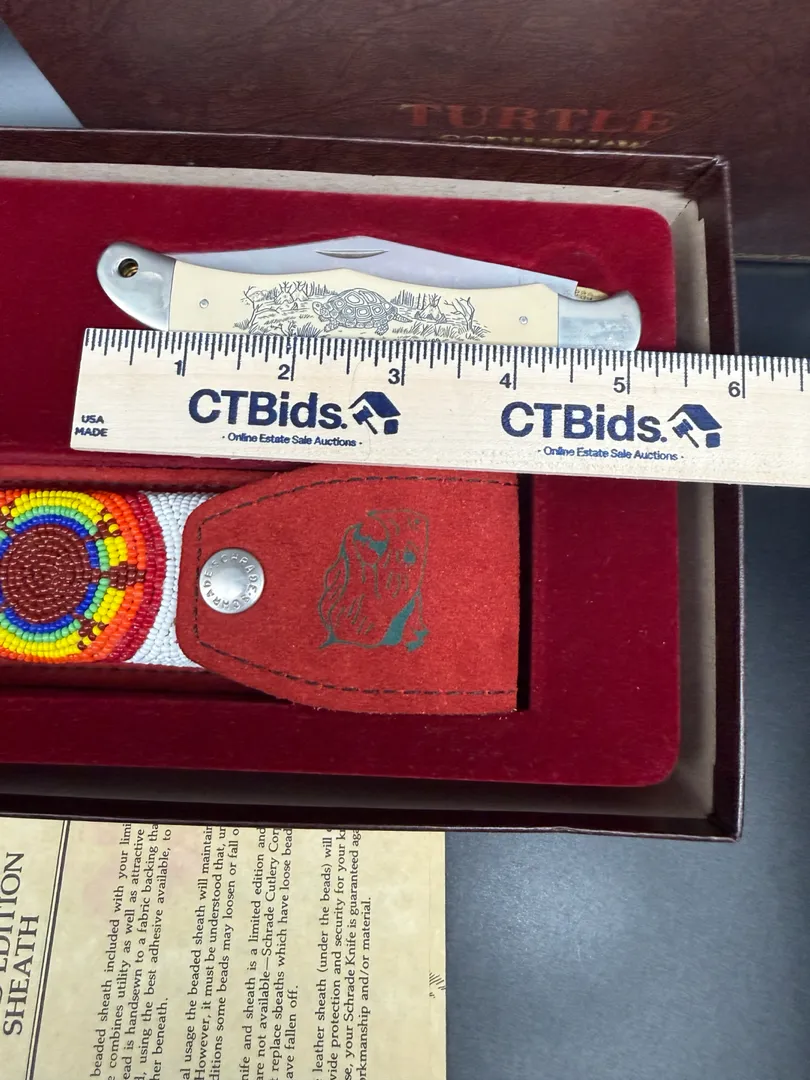 TURTLE
SCRIMSHAW
1 2 3 4 5 6
USA
MADE
CTBids.
· Online Estate Sale Auctions ·
CTBids.
· Online Estate Sale Auctions ·
SCHRADE
EDITION
SHEATH
beaded sheath included with your limi
combines utility as well as attractive
ead is handsewn to a fabric backing tha
, using the best adhesive available, to
her beneath.
al usage the beaded sheath will maintain
However, it must be understood that, un
ditions some beads may loosen or fall o
nife and sheath is a limited edition and
are not available—Schrade Cutlery Corp
t replace sheaths which have loose bead
ave fallen off.
leather sheath (under the beads) will
vide protection and security for your kn
se, your Schrade Knife is guaranteed aga
orkmanship and/or material.